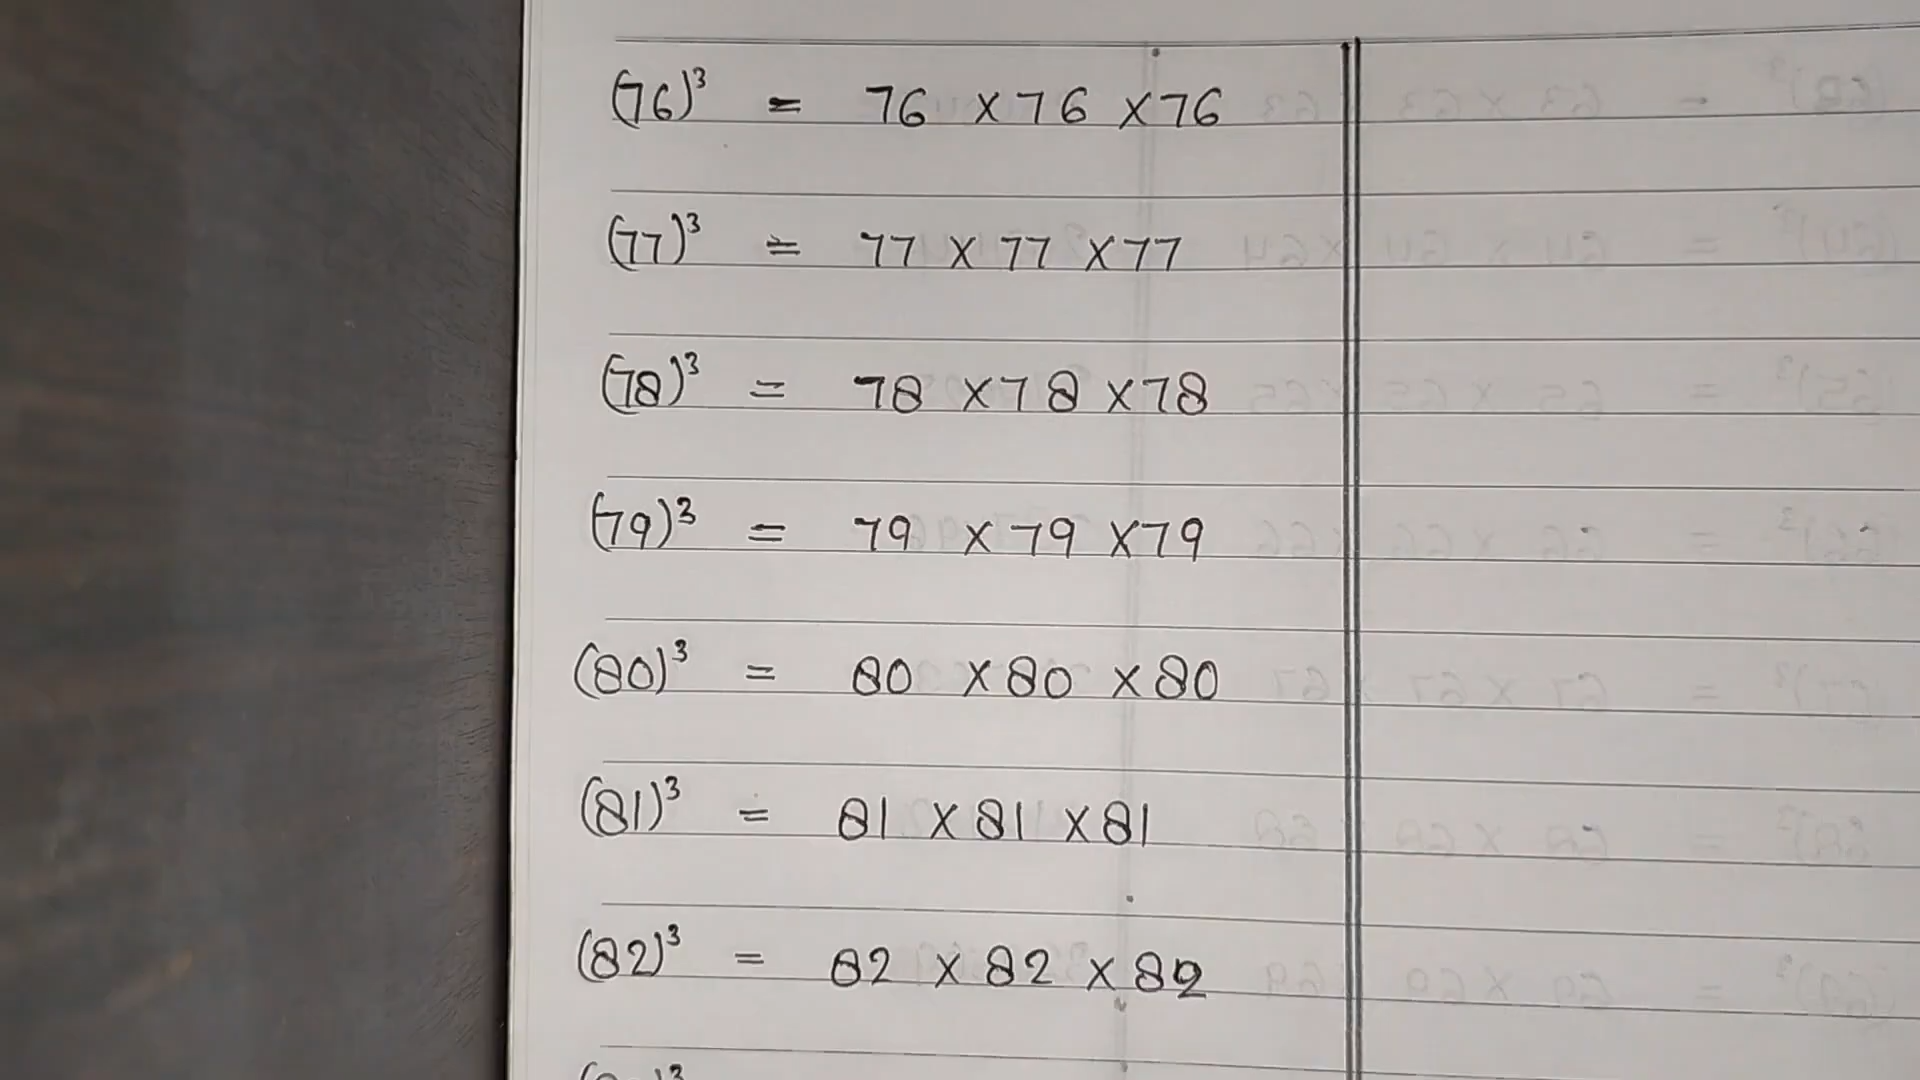 (76)³ = 76 × 76 × 76
(77)³ = 77 × 77 × 77
(78)³ = 78 × 78 × 78
(79)³ = 79 × 79 × 79
(80)³ = 80 × 80 × 80
(81)³ = 81 × 81 × 81
(82)³ = 82 × 82 × 82